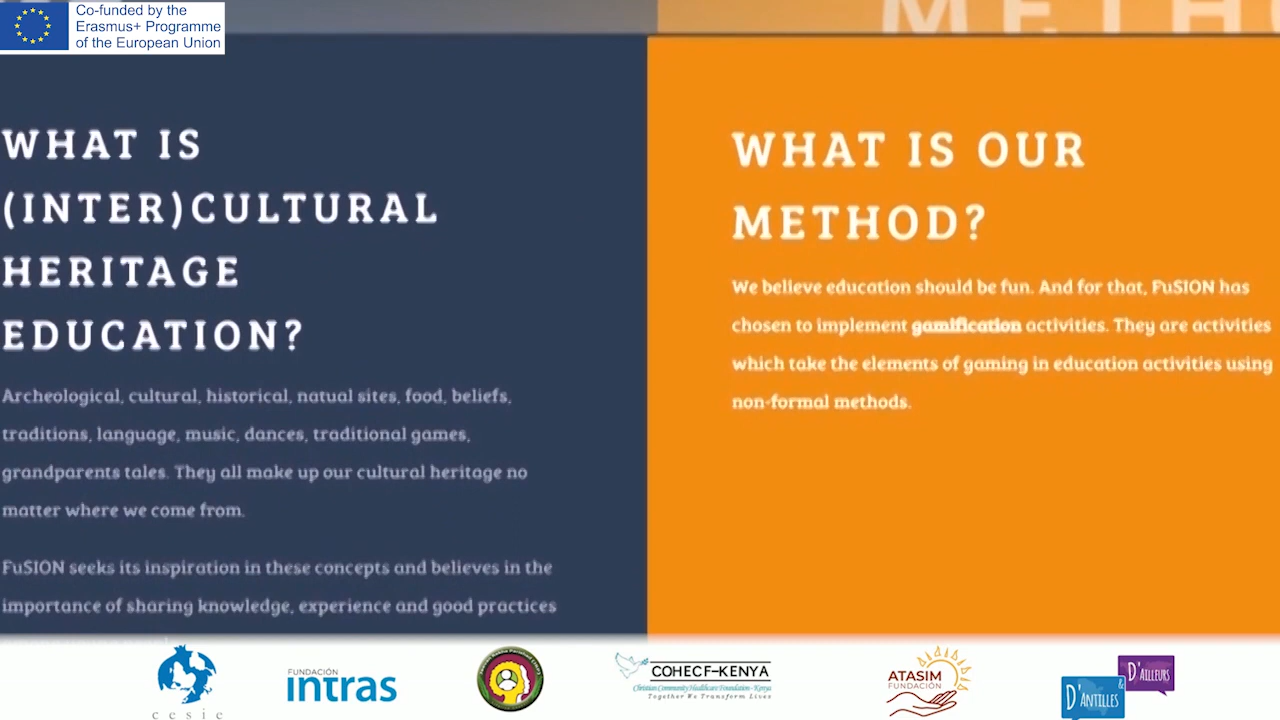 Co-funded by the
Erasmus+ Programme
of the European Union
METHO
WHAT IS
(INTER)CULTURAL
HERITAGE
EDUCATION?
Archeological, cultural, historical, natual sites, food, beliefs,
traditions, language, music, dances, traditional games,
grandparents tales. They all make up our cultural heritage no
matter where we come from.
FuSION seeks its inspiration in these concepts and believes in the
importance of sharing knowledge, experience and good practices
WHAT IS OUR
METHOD?
We believe education should be fun. And for that, FuSION has
chosen to implement gamification activities. They are activities
which take the elements of gaming in education activities using
non-formal methods.
cesie
FUNDACIÓN
intras
COHECF-KENYA
Christian Community Healthcare Foundation - Kenya
Together We Transform Lives
ATASIM
FUNDACIÓN
D'ANTILLES
&
D'AILLEURS